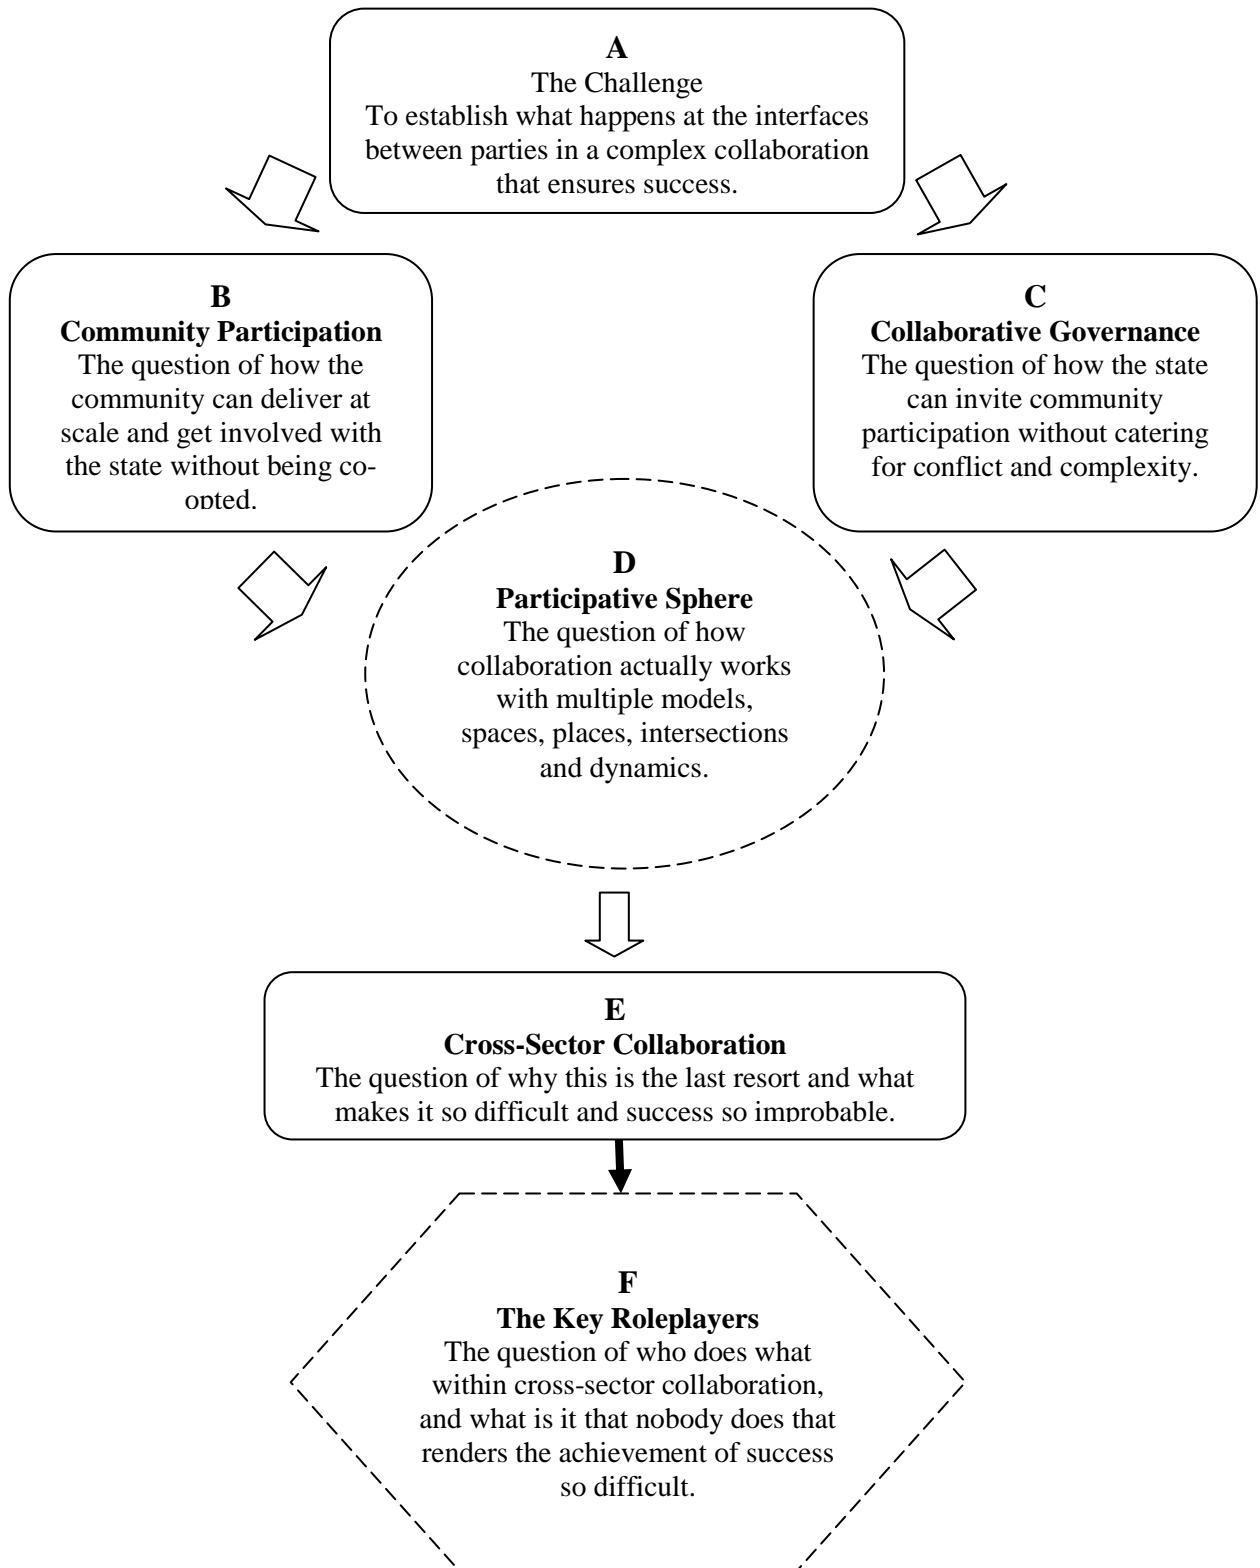 A
The Challenge
To establish what happens at the interfaces
between parties in a complex collaboration
that ensures success.
B
Community Participation
The question of how the
community can deliver at
scale and get involved with
the state without being co-
opted.
C
Collaborative Governance
The question of how the state
can invite community
participation without catering
for conflict and complexity.
D
Participative Sphere
The question of how
collaboration actually works
with multiple models,
spaces, places, intersections
and dynamics.
E
Cross-Sector Collaboration
The question of why this is the last resort and what
makes it so difficult and success so improbable.
F
The Key Roleplayers
The question of who does what
within cross-sector collaboration,
and what is it that nobody does that
renders the achievement of success
so difficult.